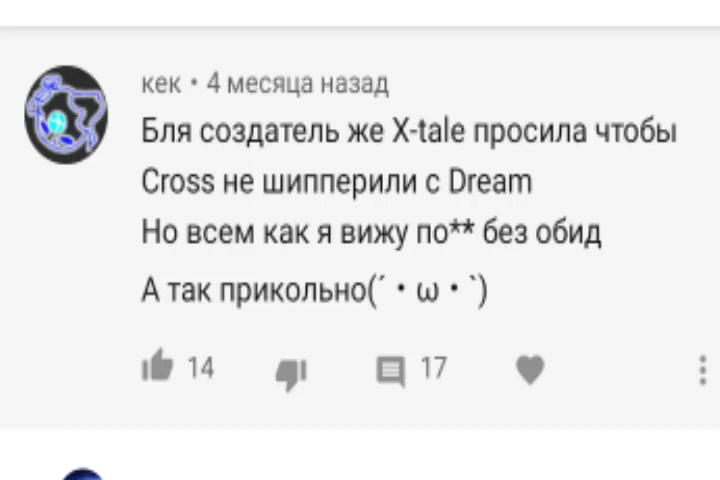 кек • 4 месяца назад
Бля создатель же X-tale просила чтобы
Cross не шипперили с Dream
Но всем как я вижу по** без обид
А так прикольно(´・ω・`)
14
17